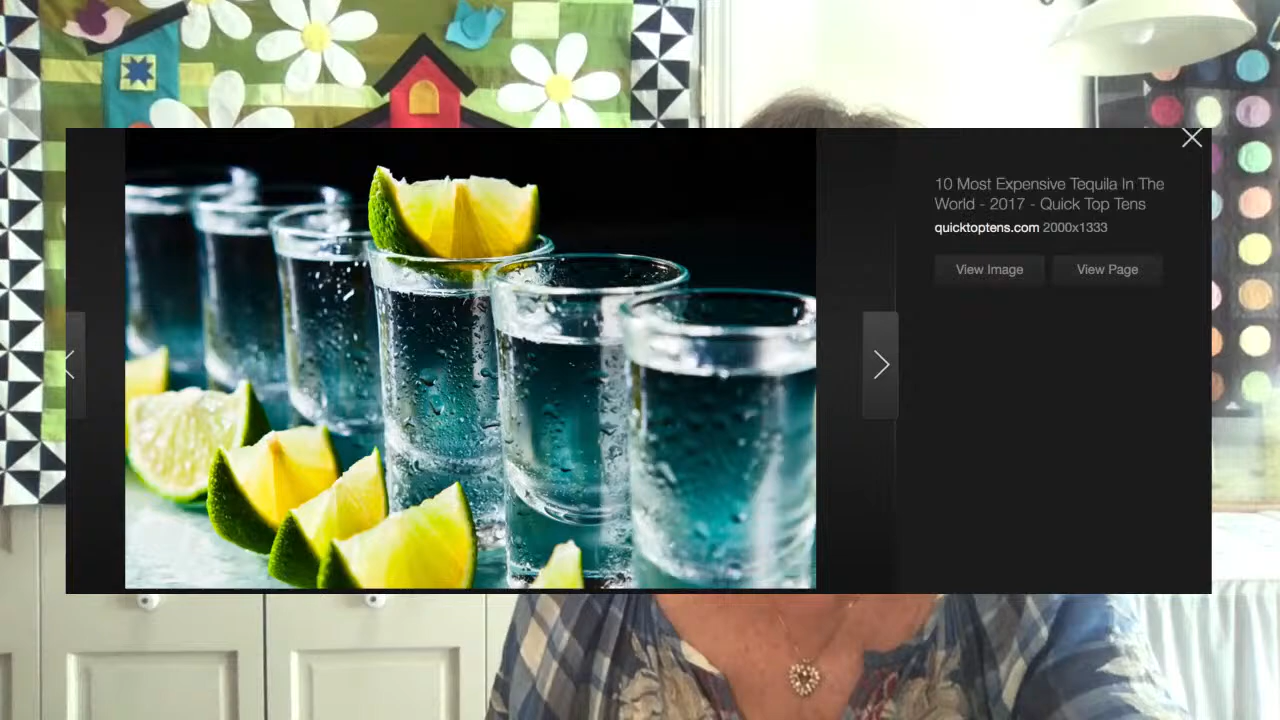 10 Most Expensive Tequila In The
World - 2017 - Quick Top Tens
quicktoptens.com 2000x1333
View Image View Page